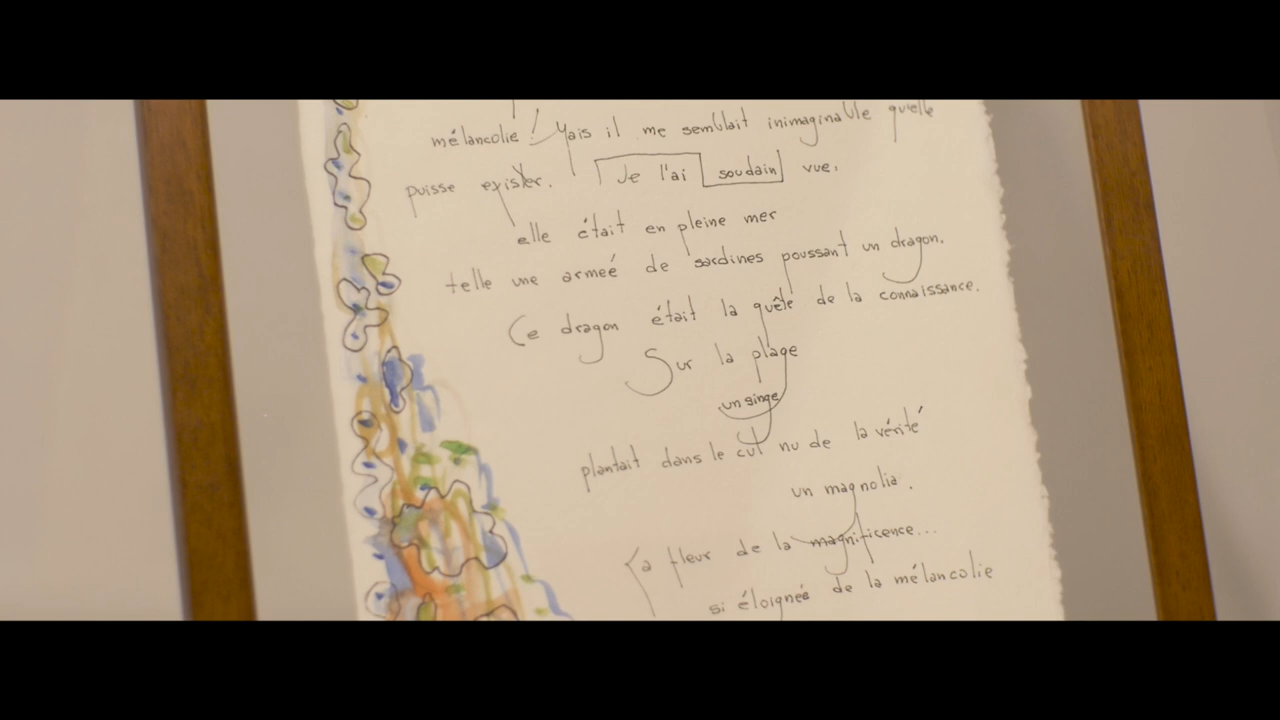 mélancolie ! Mais il me semblait inimaginable qu'elle
puisse exister. Je l'ai soudain vue.
elle était en pleine mer
telle une armeé de sardines poussant un dragon.
Ce dragon était la quête de la connaissance.
Sur la plage
un singe
plantait dans le cul nu de la vérité
un magnolia.
La fleur de la magnificence...
si éloignée de la mélancolie